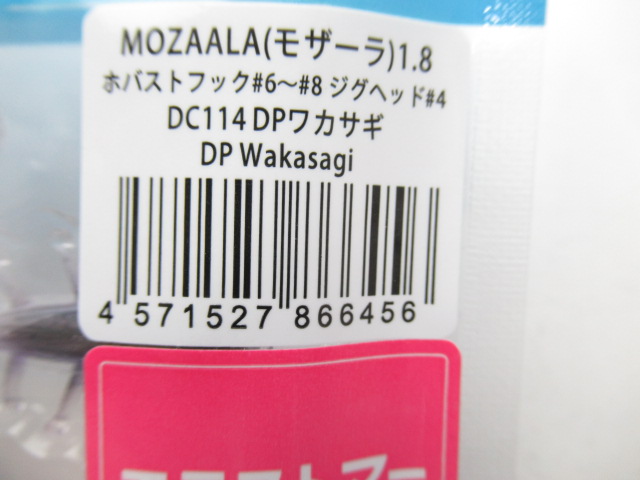 MOZAALA(モザーラ)1.8
ホバストフック#6～#8 ジグヘッド#4
DC114 DPワカサギ
DP Wakasagi
4 571527 866456